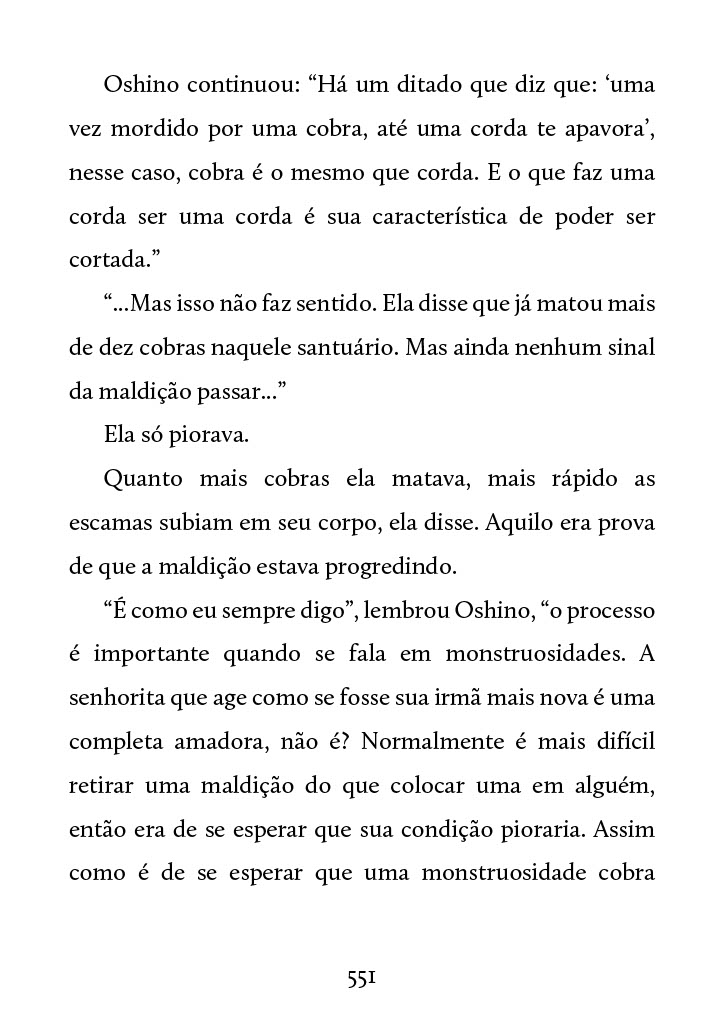 Oshino continuou: “Há um ditado que diz que: ‘uma
vez mordido por uma cobra, até uma corda te apavora’,
nesse caso, cobra é o mesmo que corda. E o que faz uma
corda ser uma corda é sua característica de poder ser
cortada.”
“...Mas isso não faz sentido. Ela disse que já matou mais
de dez cobras naquele santuário. Mas ainda nenhum sinal
da maldição passar...”
Ela só piorava.
Quanto mais cobras ela matava, mais rápido as
escamas subiam em seu corpo, ela disse. Aquilo era prova
de que a maldição estava progredindo.
“É como eu sempre digo”, lembrou Oshino, “o processo
é importante quando se fala em monstruosidades. A
senhorita que age como se fosse sua irmã mais nova é uma
completa amadora, não é? Normalmente é mais difícil
retirar uma maldição do que colocar uma em alguém,
então era de se esperar que sua condição pioraria. Assim
como é de se esperar que uma monstruosidade cobra
551